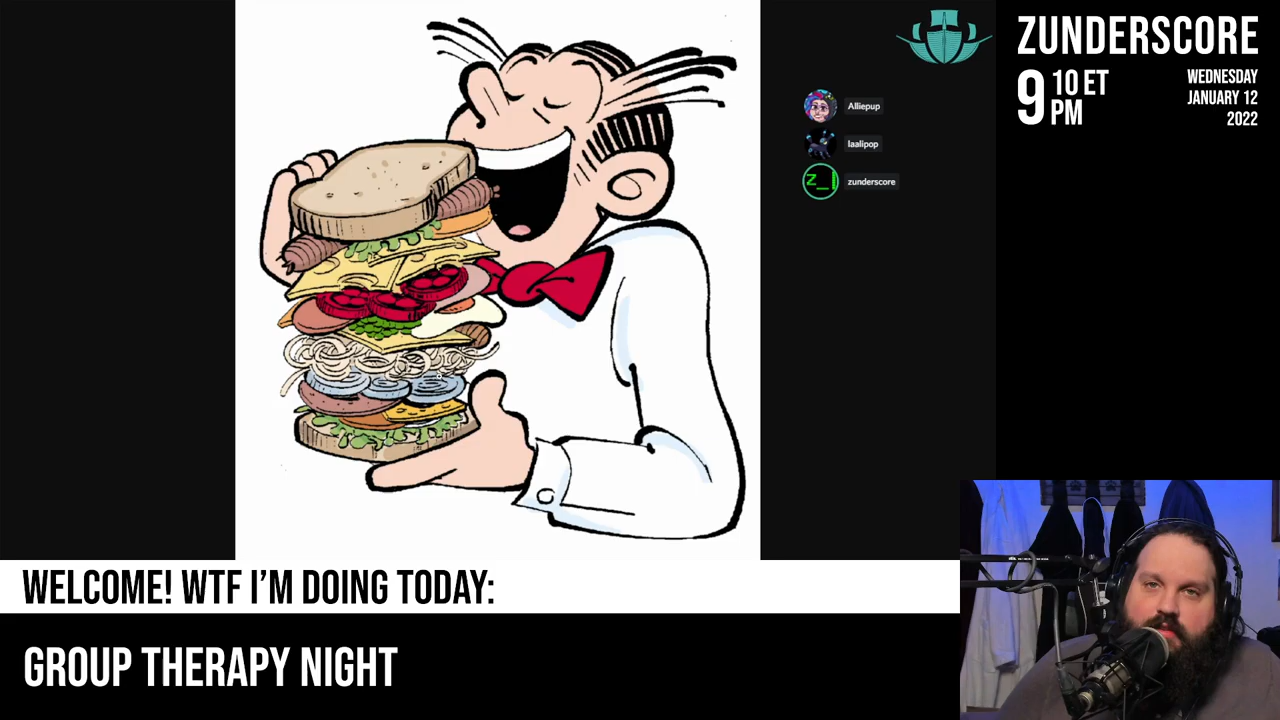 ZUNDERSCORE
9 10 ET
PM
WEDNESDAY
JANUARY 12
2022
Alliepup
laalipop
Z_
zunderscore
WELCOME! WTF I'M DOING TODAY:
GROUP THERAPY NIGHT